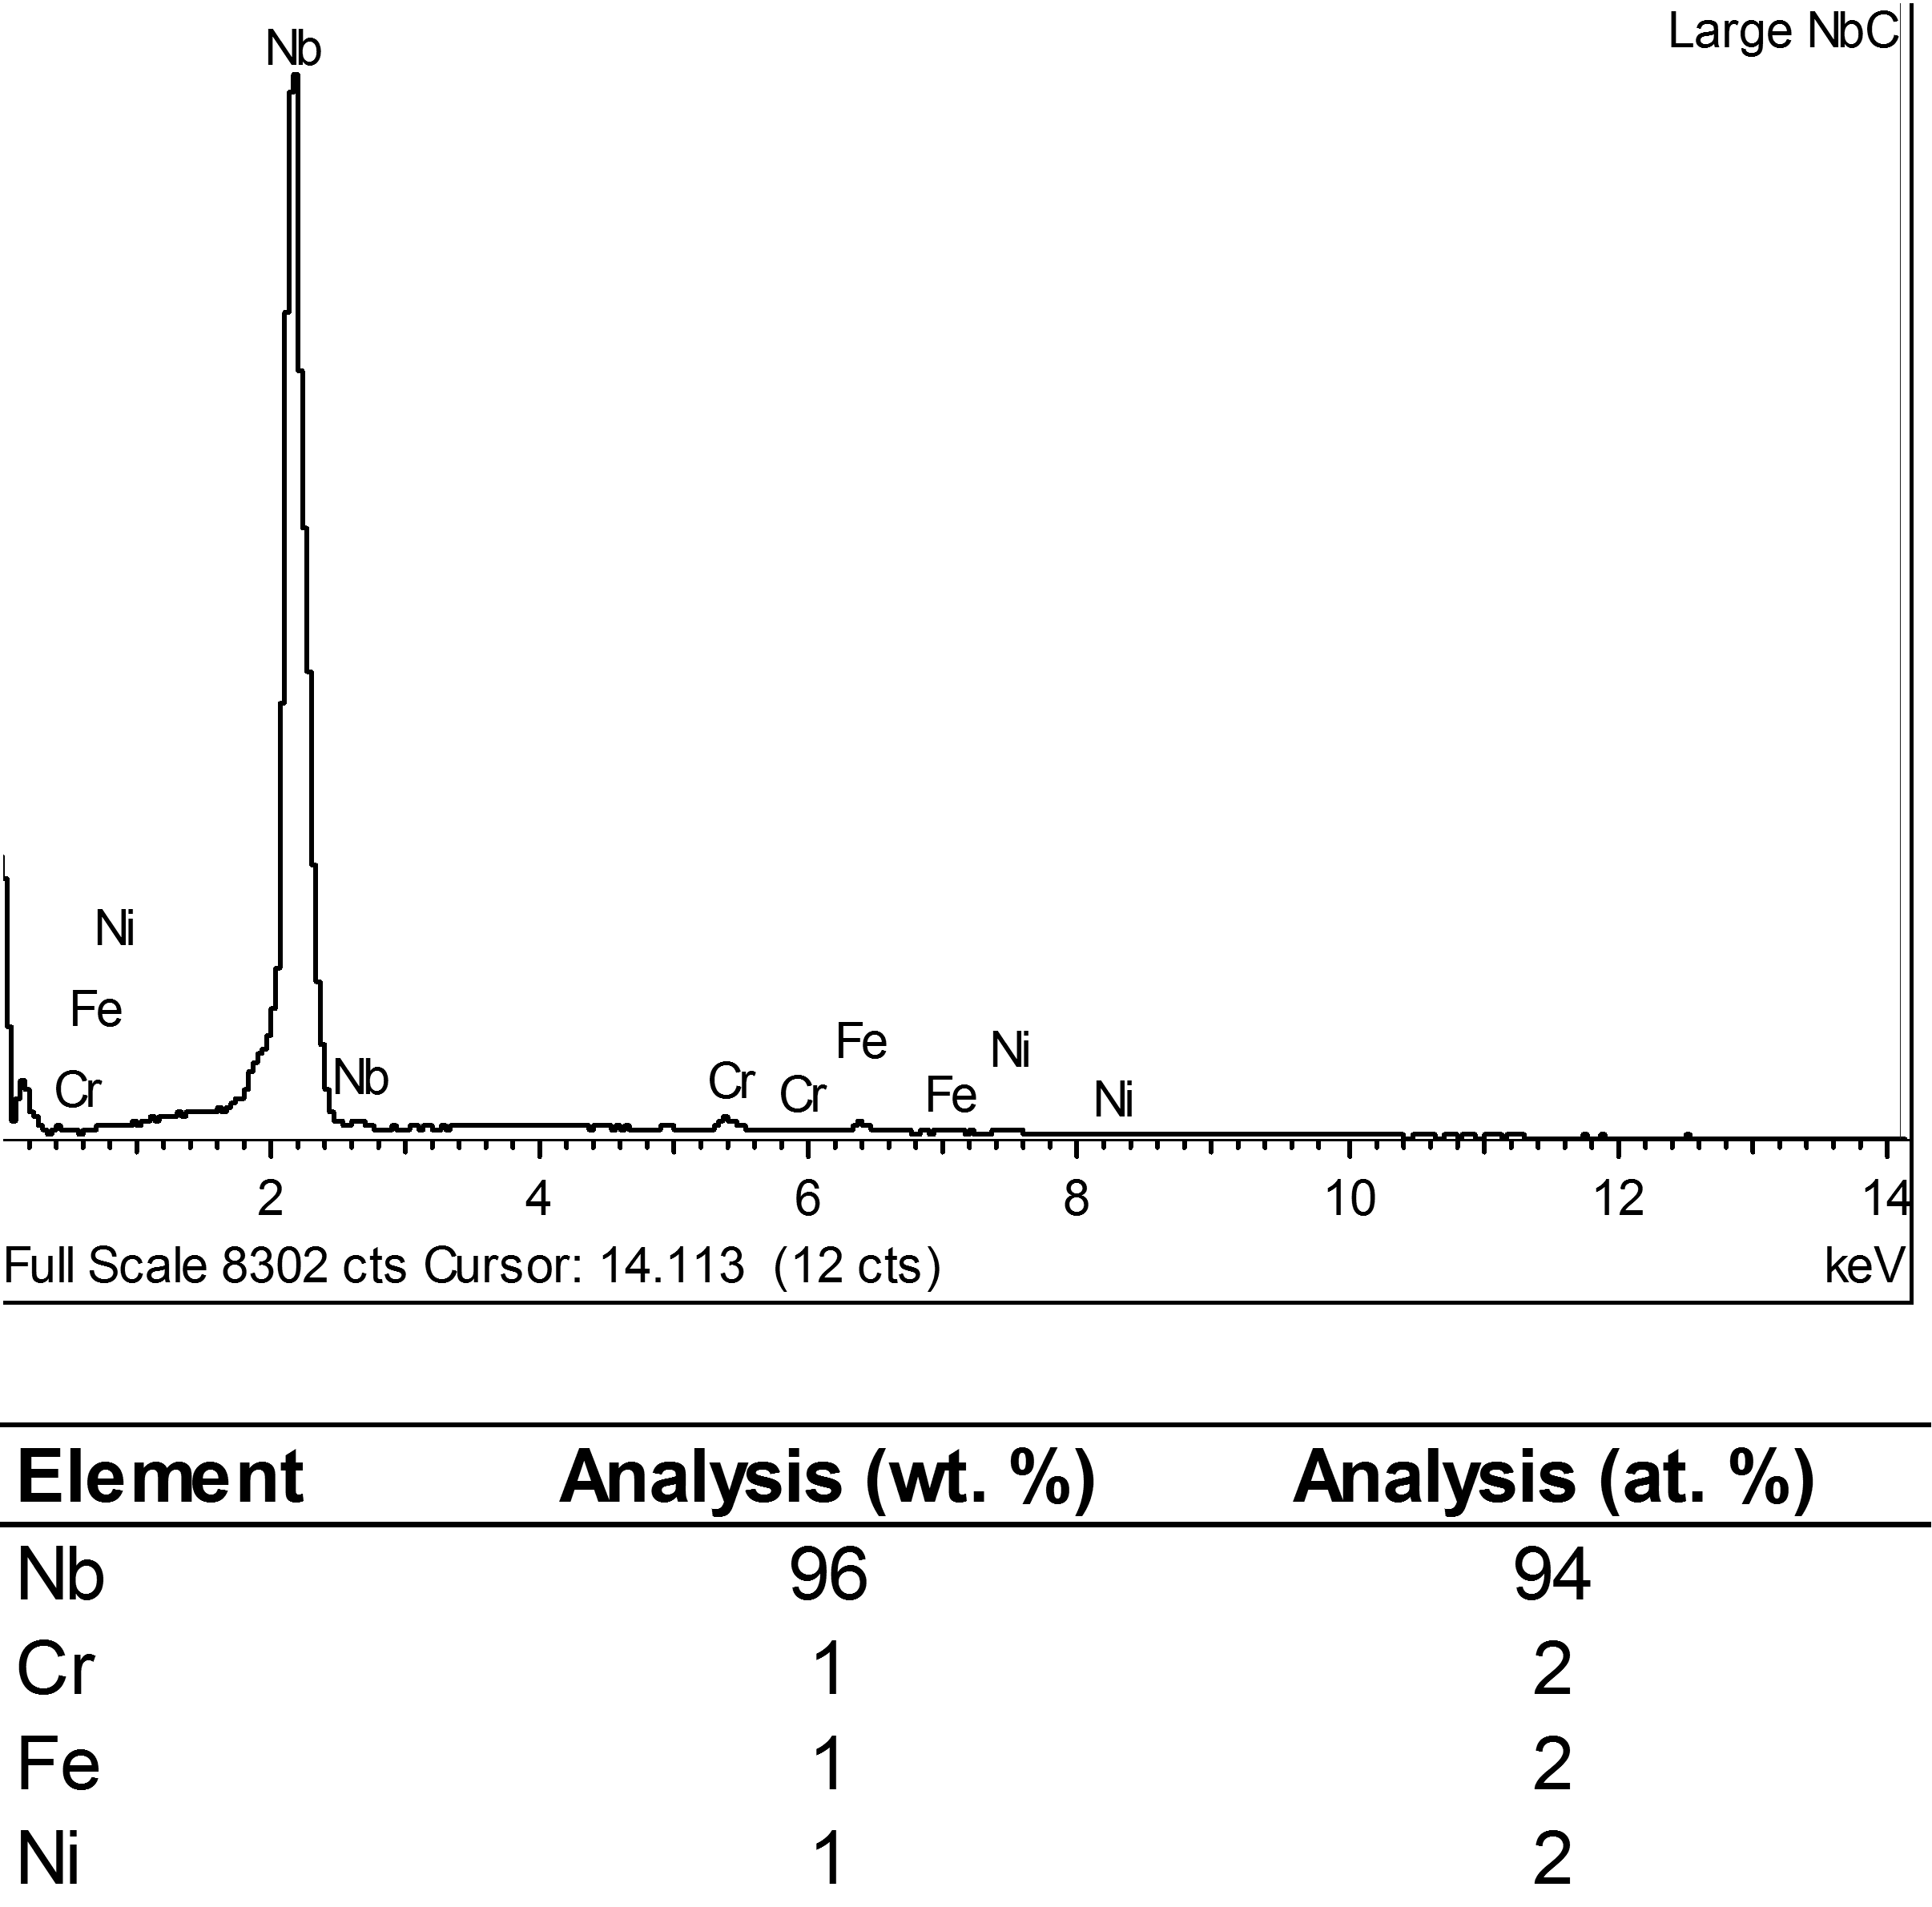 Large NbC
Nb
Ni
Fe
Cr
Nb
Cr
Cr
Fe
Fe
Ni
Ni
2 4 6 8 10 12 14
Full Scale 8302 cts Cursor: 14.113 (12 cts) keV
Element Analysis (wt. %) Analysis (at. %)
Nb 96 94
Cr 1 2
Fe 1 2
Ni 1 2